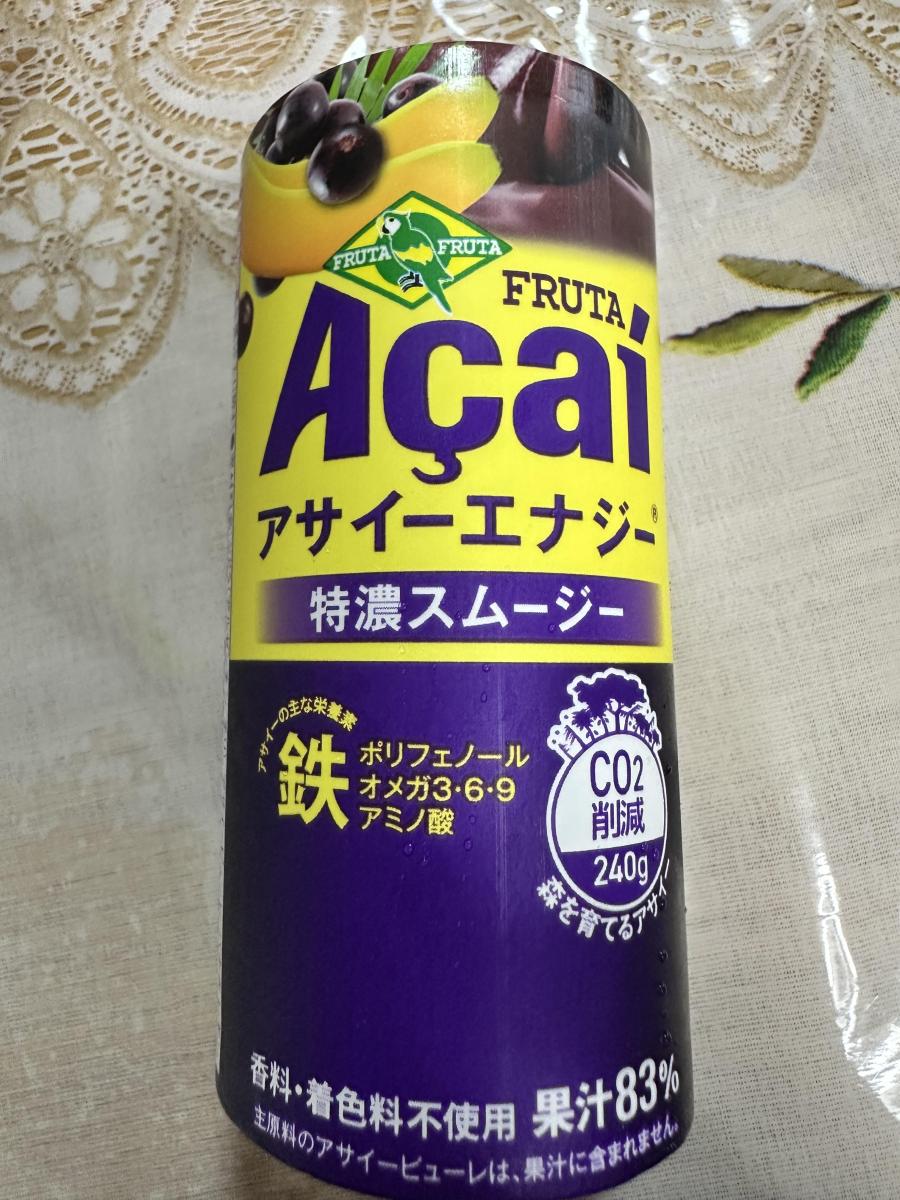 FRUTA FRUTA
FRUTA
Açaí
アサイーエナジー®
特濃スムージー
アサイーの主な栄養素
鉄
ポリフェノール
オメガ3・6・9
アミノ酸
CO2
削減
240g
森を育てるアサイー
香料・着色料不使用 果汁83%
主原料のアサイーピューレは、果汁に含まれません。